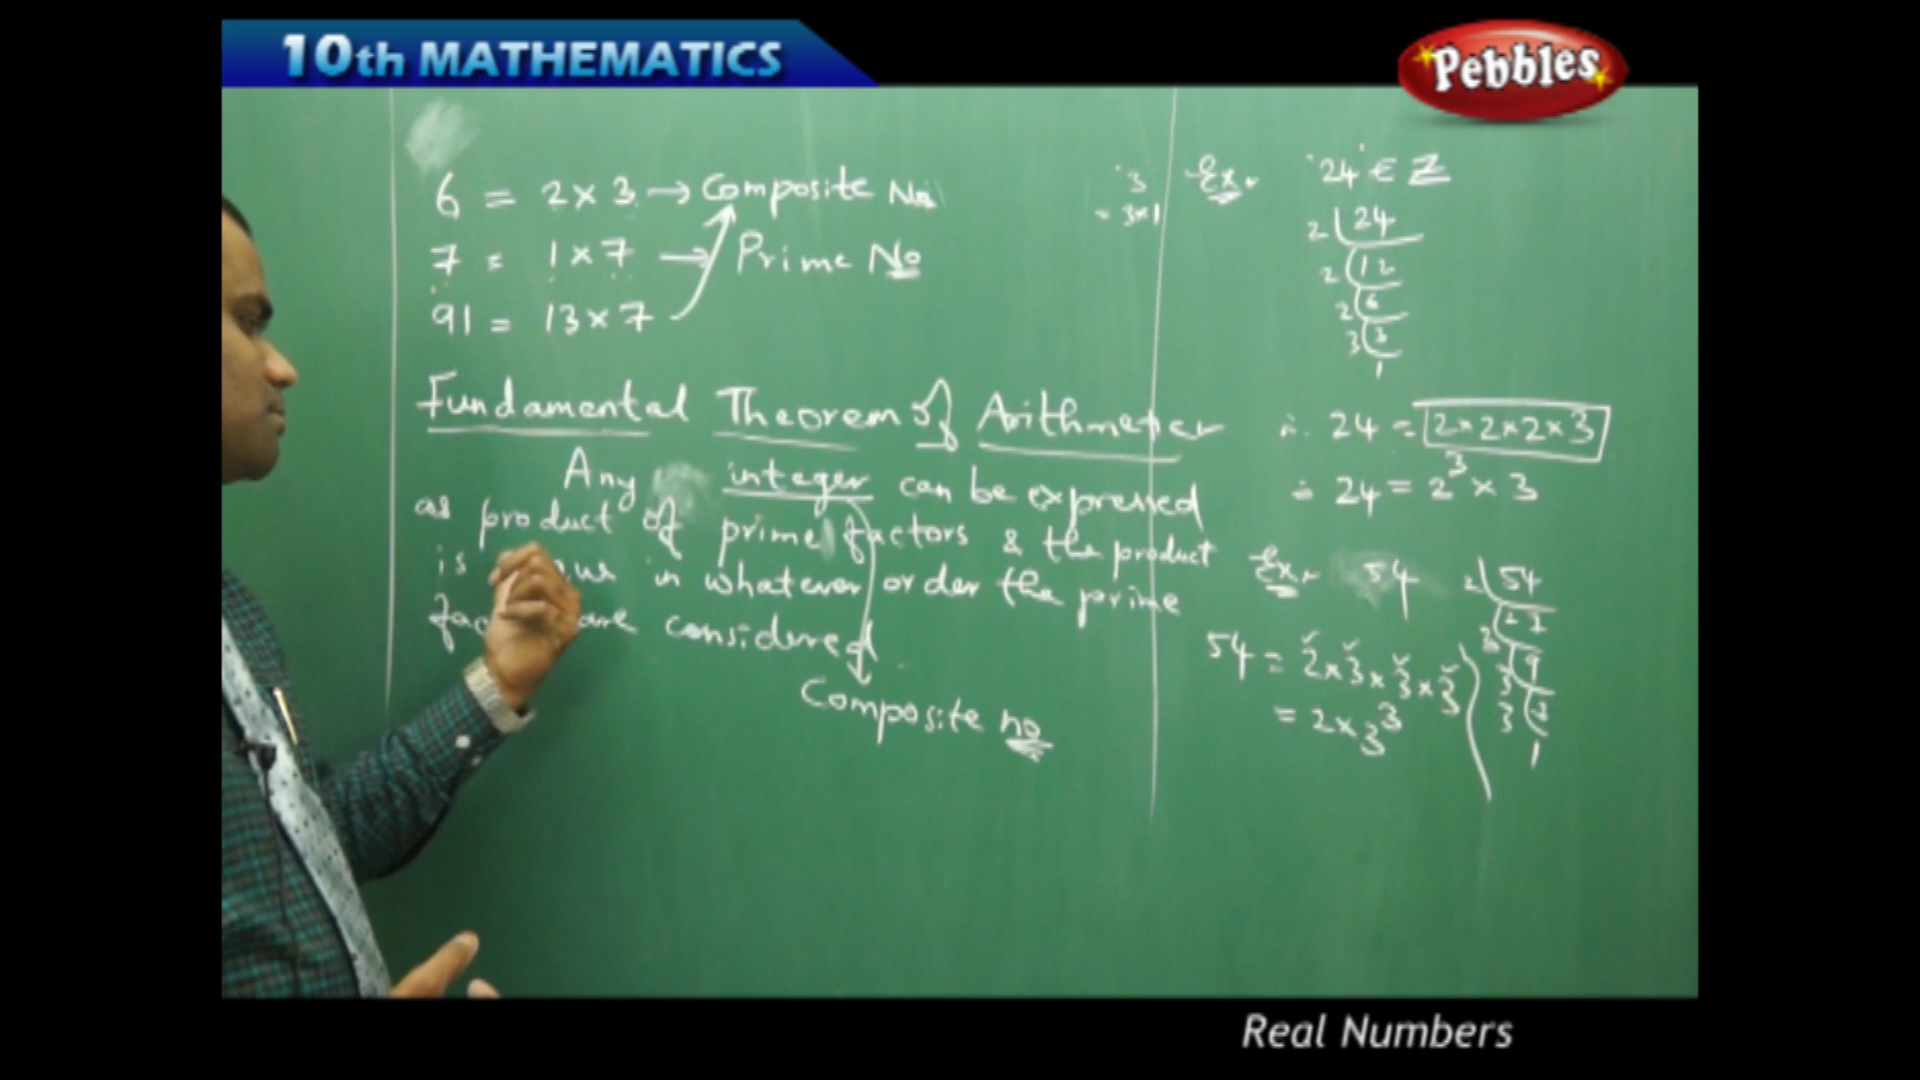 10th MATHEMATICS
Pebbles
6 = 2 × 3 → Composite No
7 = 1 × 7 → Prime No
91 = 13 × 7
Fundamental Theorem of Arithmetic
Any integer can be expressed
as product of prime factors & the product
is in whatever order the prime
are considered
Composite no
3
= 3×1
Ex.
'24' ∈ Z
2 24
2 12
2 6
3 3
1
∴ 24 = 2×2×2×3
= 24 = 2³ × 3
Ex. 54
2 54
3 27
3 9
3 3
1
54 = 2×3×3×3
= 2×3³
Real Numbers